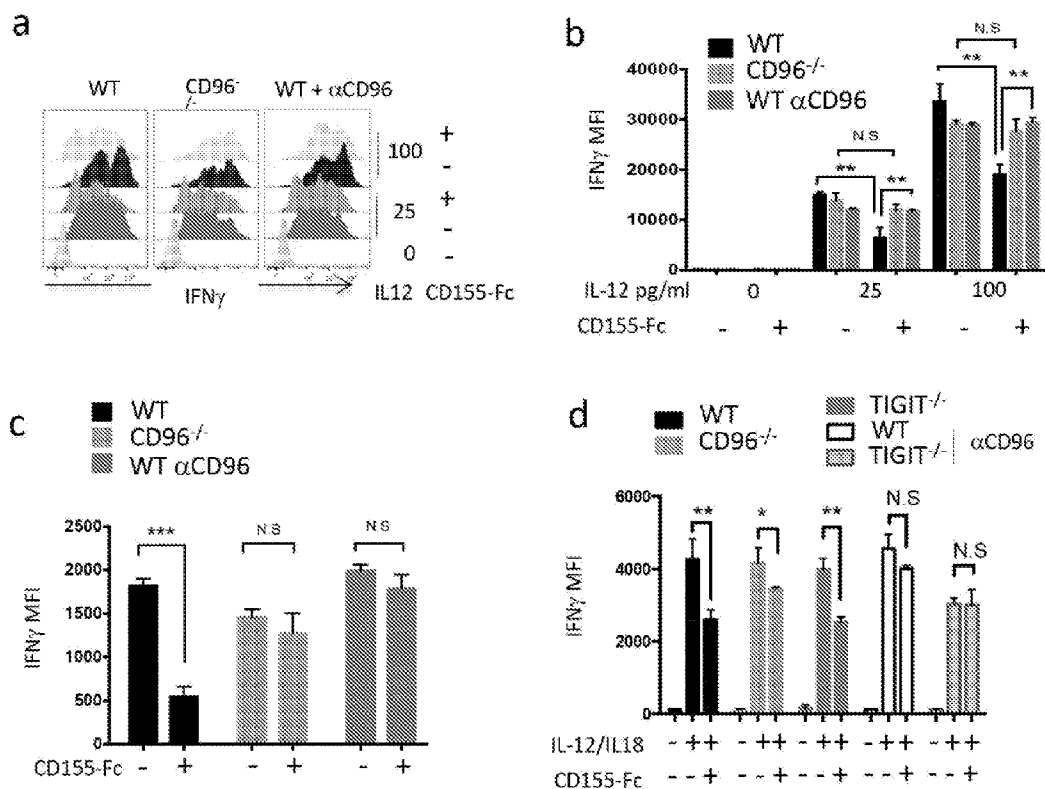 a
WT
CD96-
/-
WT + αCD96
100
+
-
25
+
-
0
-
IFNγ
IL12 CD155-Fc
b
WT
CD96-/-
WT αCD96
N.S
**
**
N.S
**
**
40000
30000
20000
10000
0
IFNγ MFI
IL-12 pg/ml 0 25 100
CD155-Fc - + - + - +
c
WT
CD96-/-
WT αCD96
***
N.S
N.S
2500
2000
1500
1000
500
0
IFNγ MFI
CD155-Fc - + - + - +
d
WT
CD96-/-
TIGIT-/-
WT
TIGIT-/-
αCD96
**
*
**
N.S
N.S
6000
4000
2000
0
IFNγ MFI
IL-12/IL18 - + + - + + - + + - + + - + +
CD155-Fc - - + - - + - - + - - + - - +